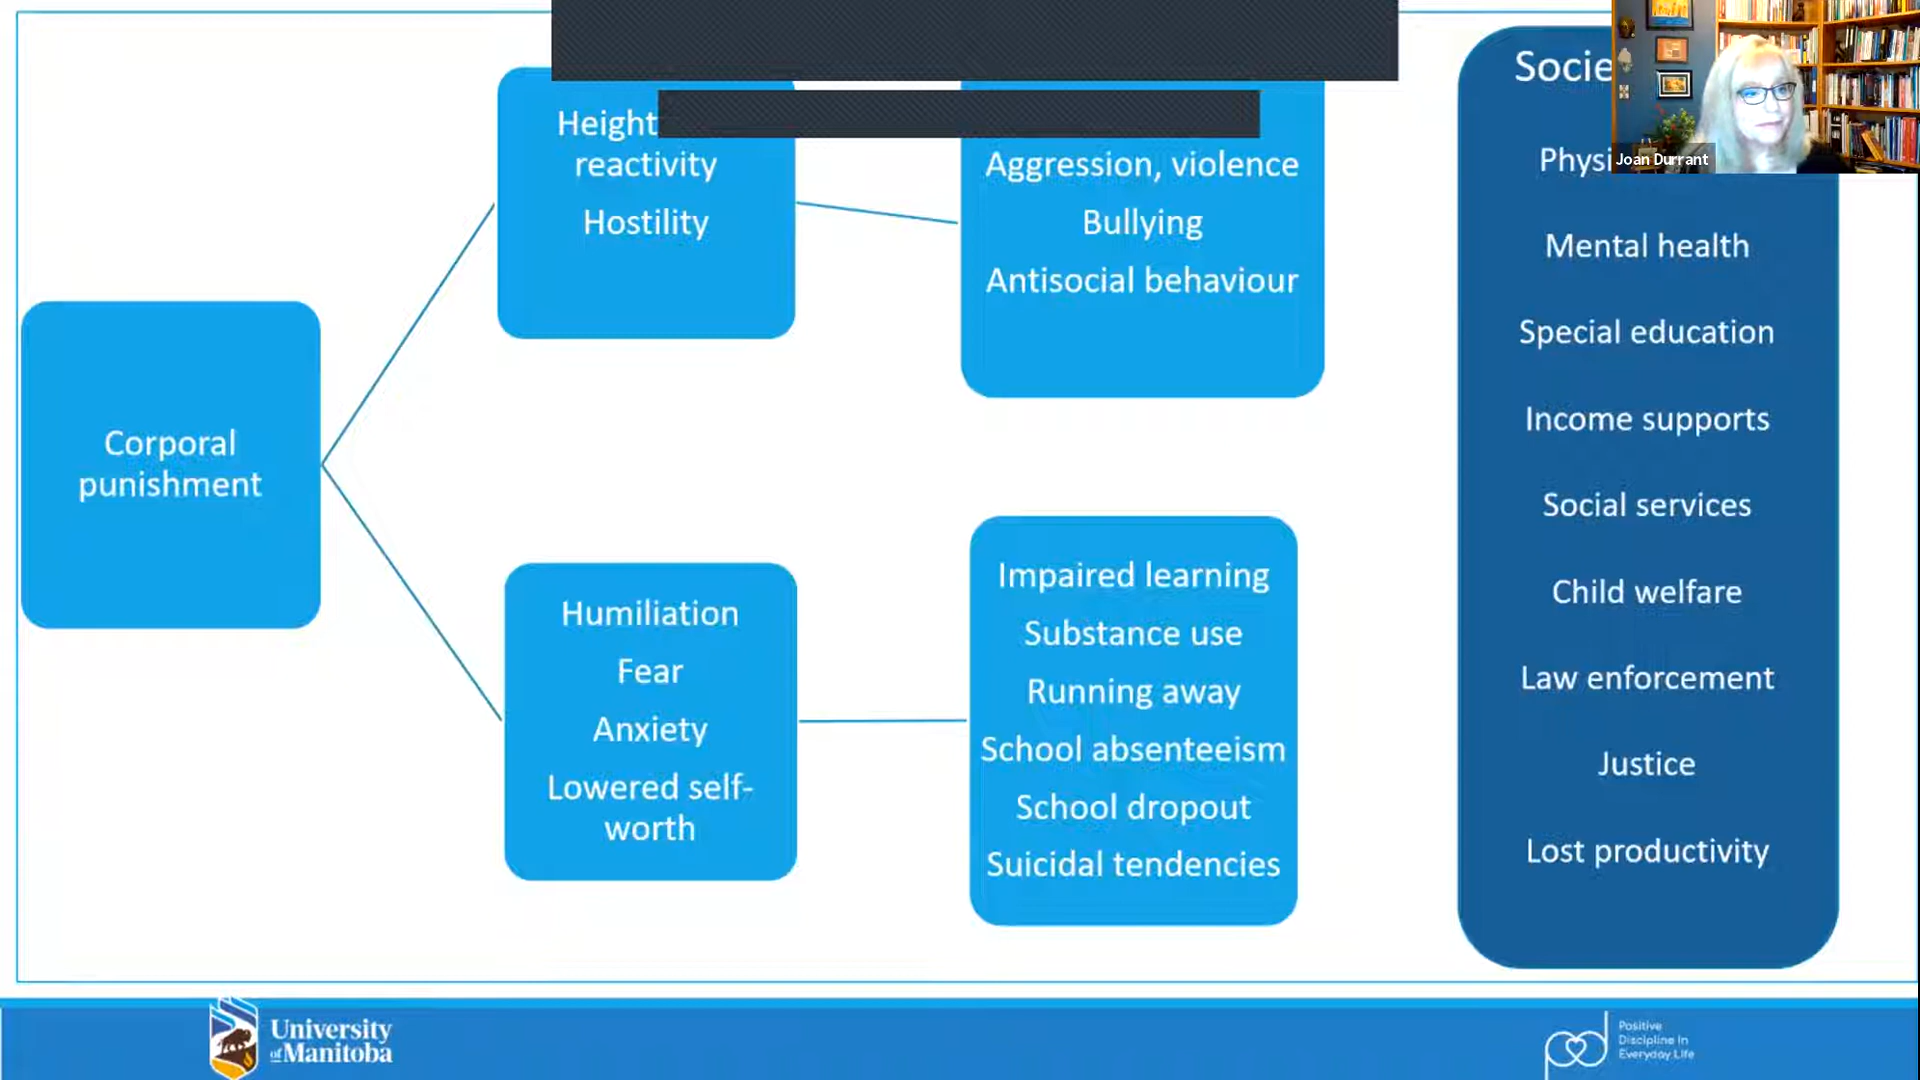 Corporal
punishment
Height
reactivity
Hostility
Aggression, violence
Bullying
Antisocial behaviour
Humiliation
Fear
Anxiety
Lowered self-
worth
Impaired learning
Substance use
Running away
School absenteeism
School dropout
Suicidal tendencies
Socie
Physi
Mental health
Special education
Income supports
Social services
Child welfare
Law enforcement
Justice
Lost productivity
Joan Durrant
University
of Manitoba
pd
Positive
Discipline In
Everyday Life